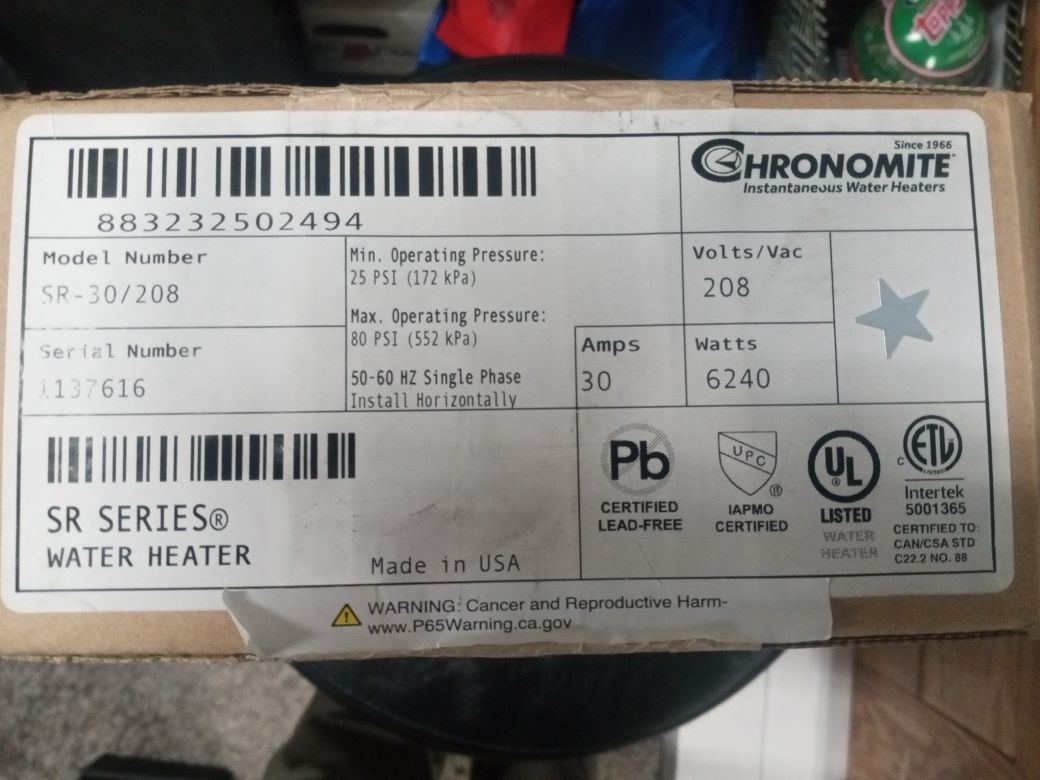 883232502494
Since 1966
CHRONOMITE
Instantaneous Water Heaters
Model Number
SR-30/208
Min. Operating Pressure:
25 PSI (172 kPa)
Max. Operating Pressure:
80 PSI (552 kPa)
50-60 HZ Single Phase
Install Horizontally
Volts/Vac
208
Serial Number
1137616
Amps
30
Watts
6240
SR SERIES®
WATER HEATER
Made in USA
Pb
CERTIFIED
LEAD-FREE
UPC
®
IAPMO
CERTIFIED
UL
®
LISTED
WATER
HEATER
ETL
C LISTED
Intertek
5001365
CERTIFIED TO:
CAN/CSA STD
C22.2 NO. 88
WARNING: Cancer and Reproductive Harm-
www.P65Warning.ca.gov
Topps